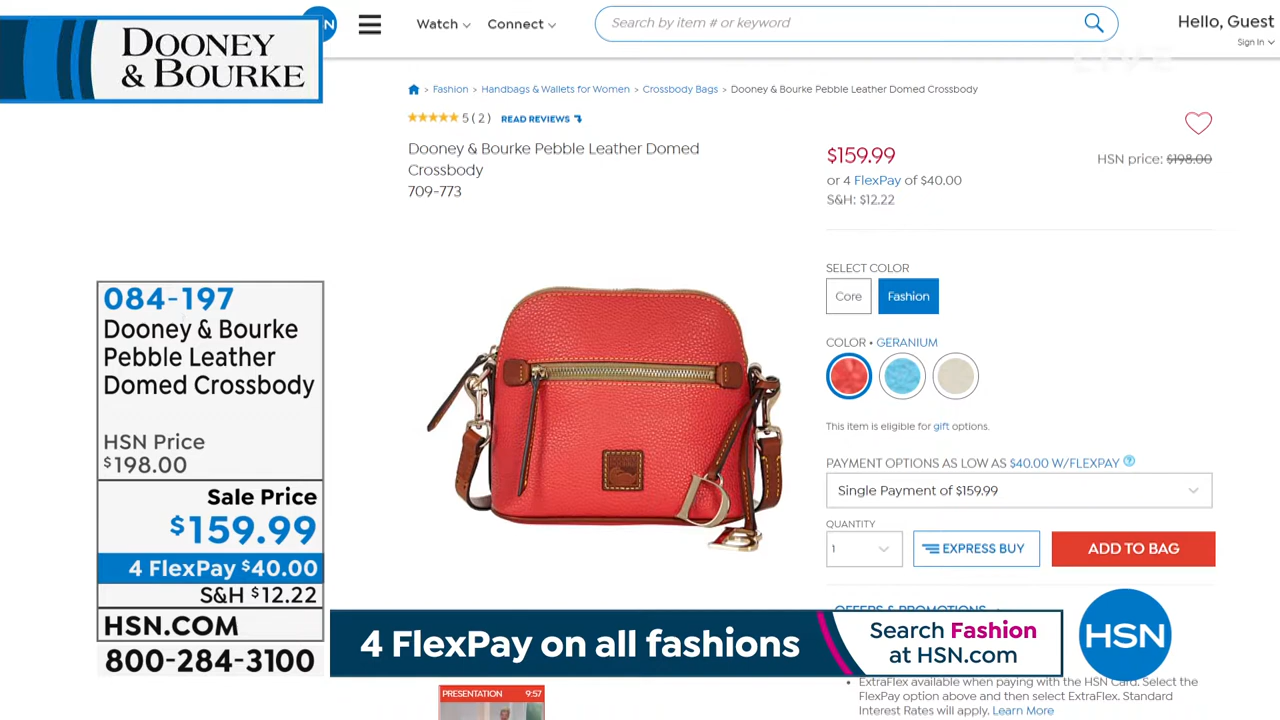 DOONEY
& BOURKE
Watch
Connect
Search by item # or keyword
Hello, Guest
Sign In
LIVE
> Fashion > Handbags & Wallets for Women > Crossbody Bags > Dooney & Bourke Pebble Leather Domed Crossbody
5 ( 2 ) READ REVIEWS
Dooney & Bourke Pebble Leather Domed
Crossbody
709-773
$159.99
HSN price: $198.00
or 4 FlexPay of $40.00
S&H: $12.22
SELECT COLOR
Core
Fashion
COLOR • GERANIUM
This item is eligible for gift options.
PAYMENT OPTIONS AS LOW AS $40.00 W/FLEXPAY ?
Single Payment of $159.99
QUANTITY
1
EXPRESS BUY
ADD TO BAG
OFFERS & PROMOTIONS
• ExtraFlex available when paying with the HSN Card. Select the
FlexPay option above and then select ExtraFlex. Standard
Interest Rates will apply. Learn More
084-197
Dooney & Bourke
Pebble Leather
Domed Crossbody
HSN Price
$198.00
Sale Price
$159.99
4 FlexPay $40.00
S&H $12.22
HSN.COM
800-284-3100
4 FlexPay on all fashions
Search Fashion
at HSN.com
HSN
PRESENTATION 9:57